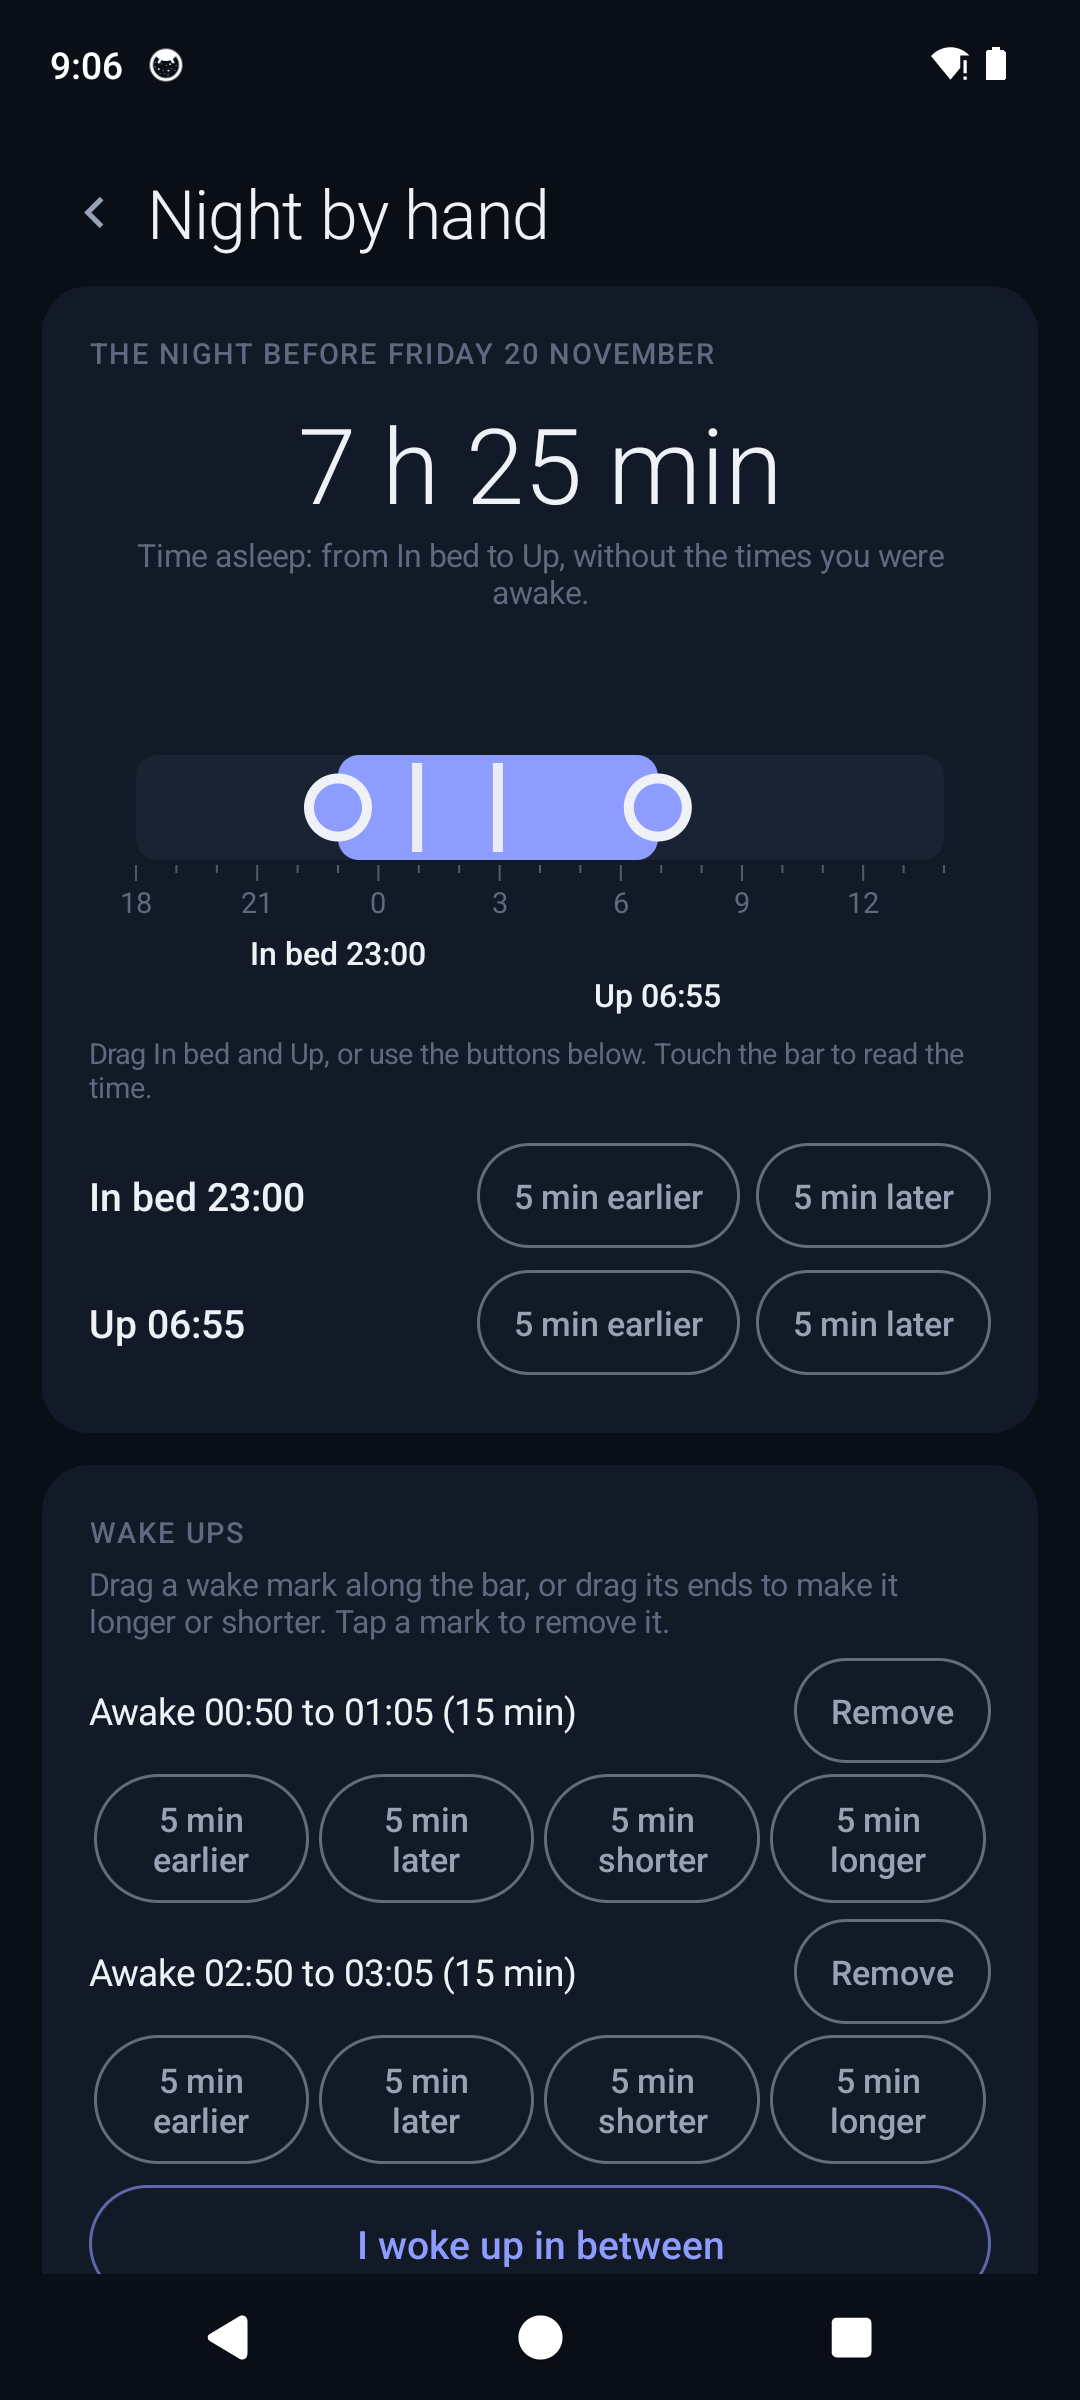 9:06
Night by hand
THE NIGHT BEFORE FRIDAY 20 NOVEMBER
7 h 25 min
Time asleep: from In bed to Up, without the times you were
awake.
18 21 0 3 6 9 12
In bed 23:00
Up 06:55
Drag In bed and Up, or use the buttons below. Touch the bar to read the
time.
In bed 23:00 5 min earlier 5 min later
Up 06:55 5 min earlier 5 min later
WAKE UPS
Drag a wake mark along the bar, or drag its ends to make it
longer or shorter. Tap a mark to remove it.
Awake 00:50 to 01:05 (15 min) Remove
5 min 5 min 5 min 5 min
earlier later shorter longer
Awake 02:50 to 03:05 (15 min) Remove
5 min 5 min 5 min 5 min
earlier later shorter longer
I woke up in between